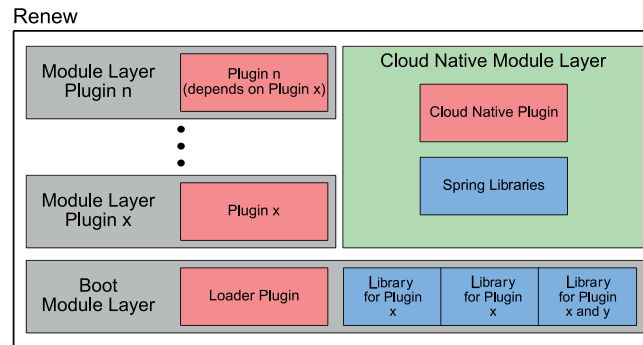 Renew
Module Layer
Plugin n
Plugin n
(depends on Plugin x)
Cloud Native Module Layer
Cloud Native Plugin
Spring Libraries
Module Layer
Plugin x
Plugin x
Boot
Module Layer
Loader Plugin
Library
for Plugin
x
Library
for Plugin
x
Library
for Plugin
x and y